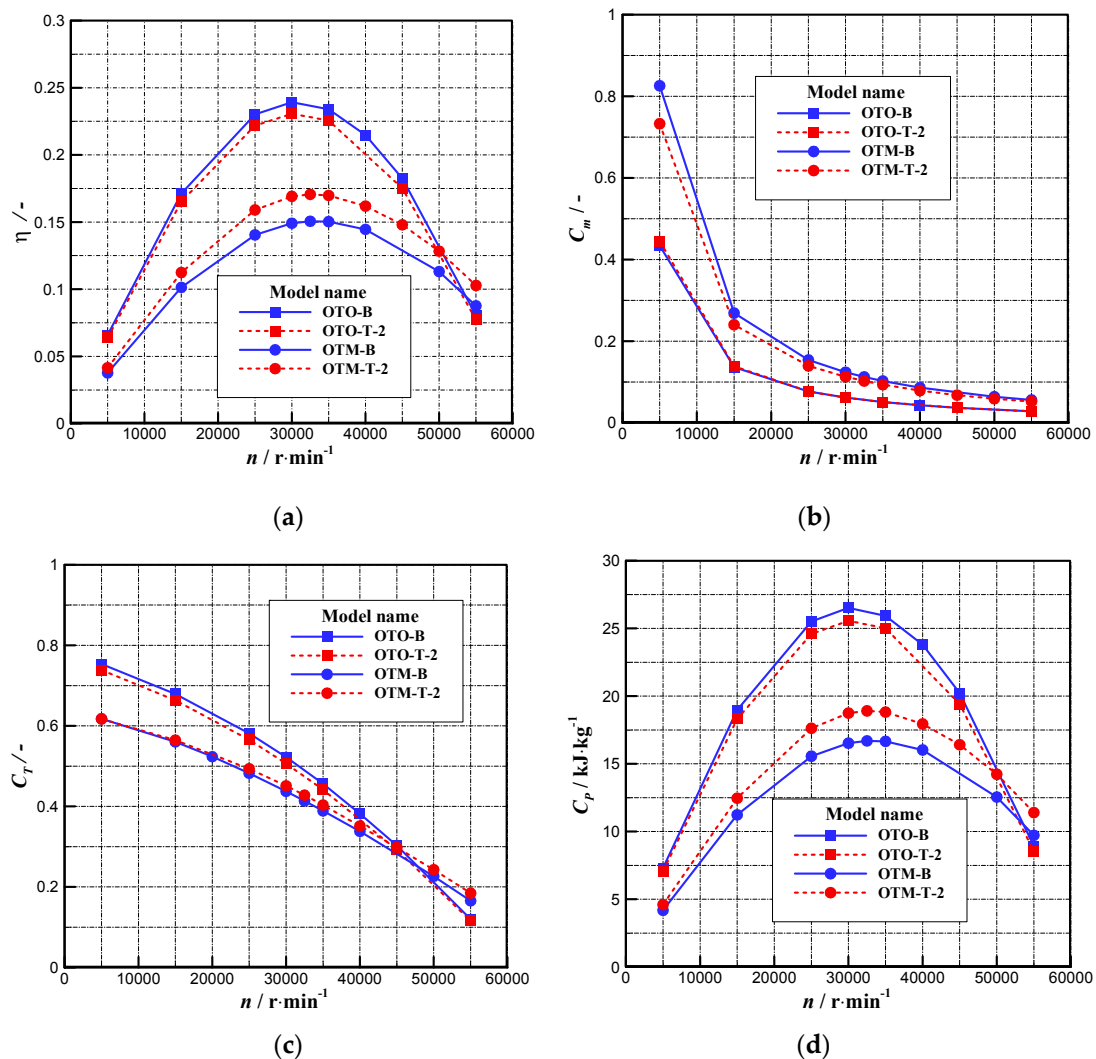 0.3
0.25
0.2
0.15
0.1
0.05
0
η / -
Model name
OTO-B
OTO-T-2
OTM-B
OTM-T-2
0 10000 20000 30000 40000 50000 60000
n / r·min⁻¹
(a)
1
0.8
0.6
0.4
0.2
0
Cₘ / -
Model name
OTO-B
OTO-T-2
OTM-B
OTM-T-2
0 10000 20000 30000 40000 50000 60000
n / r·min⁻¹
(b)
1
0.8
0.6
0.4
0.2
0
C_T / -
Model name
OTO-B
OTO-T-2
OTM-B
OTM-T-2
0 10000 20000 30000 40000 50000 60000
n / r·min⁻¹
(c)
30
25
20
15
10
5
0
C_P / kJ·kg⁻¹
Model name
OTO-B
OTO-T-2
OTM-B
OTM-T-2
0 10000 20000 30000 40000 50000 60000
n / r·min⁻¹
(d)